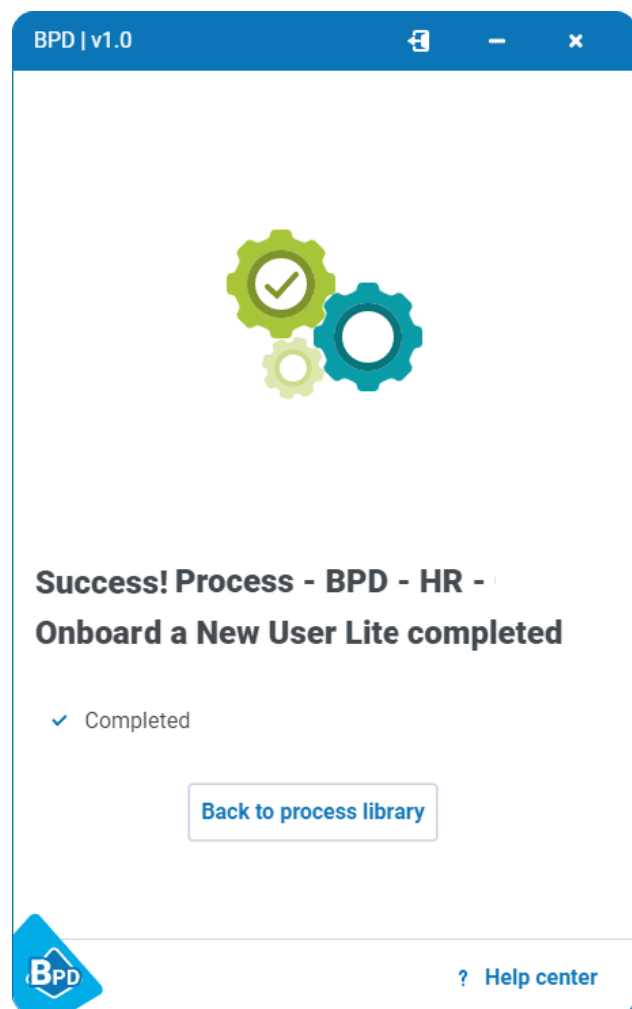 BPD | v1.0
Success! Process - BPD - HR -
Onboard a New User Lite completed
Completed
Back to process library
BPD
? Help center